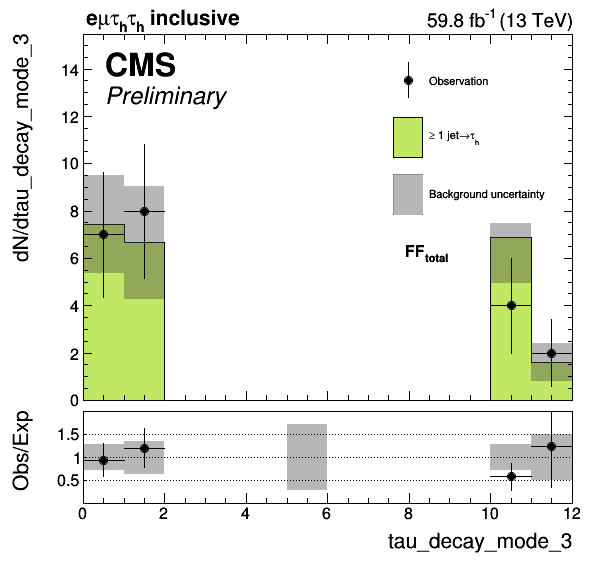 eμτhτh inclusive
59.8 fb-1 (13 TeV)
dN/dtau_decay_mode_3
14
12
10
8
6
4
2
0
CMS
Preliminary
Observation
≥ 1 jet→τh
Background uncertainty
FFtotal
Obs/Exp
1.5
1
0.5
0 2 4 6 8 10 12
tau_decay_mode_3